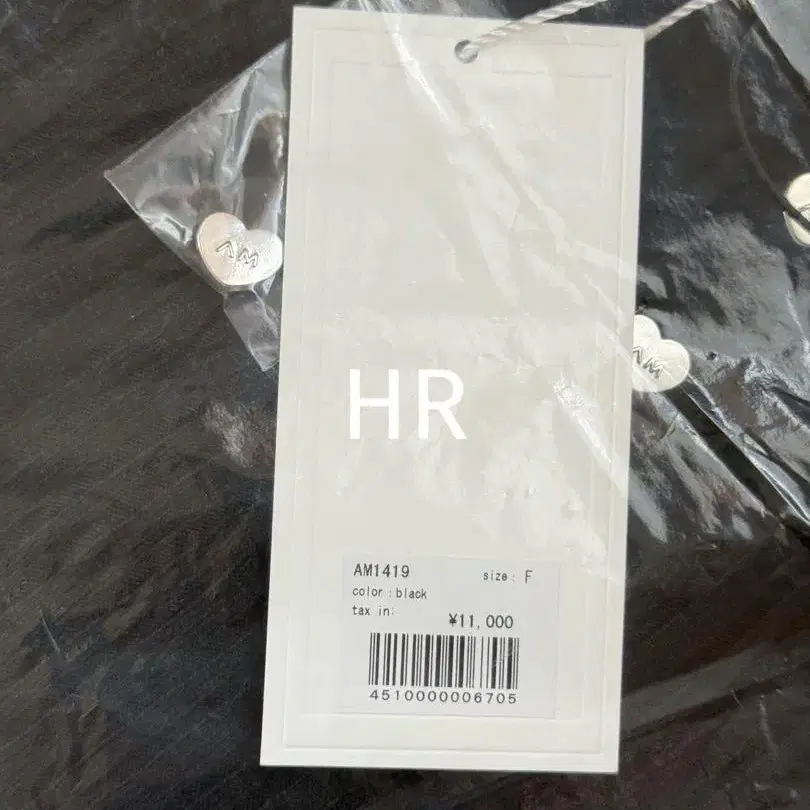 AM
AM
HR
AM1419 size: F
color : black
tax in:
¥11,000
4510000006705